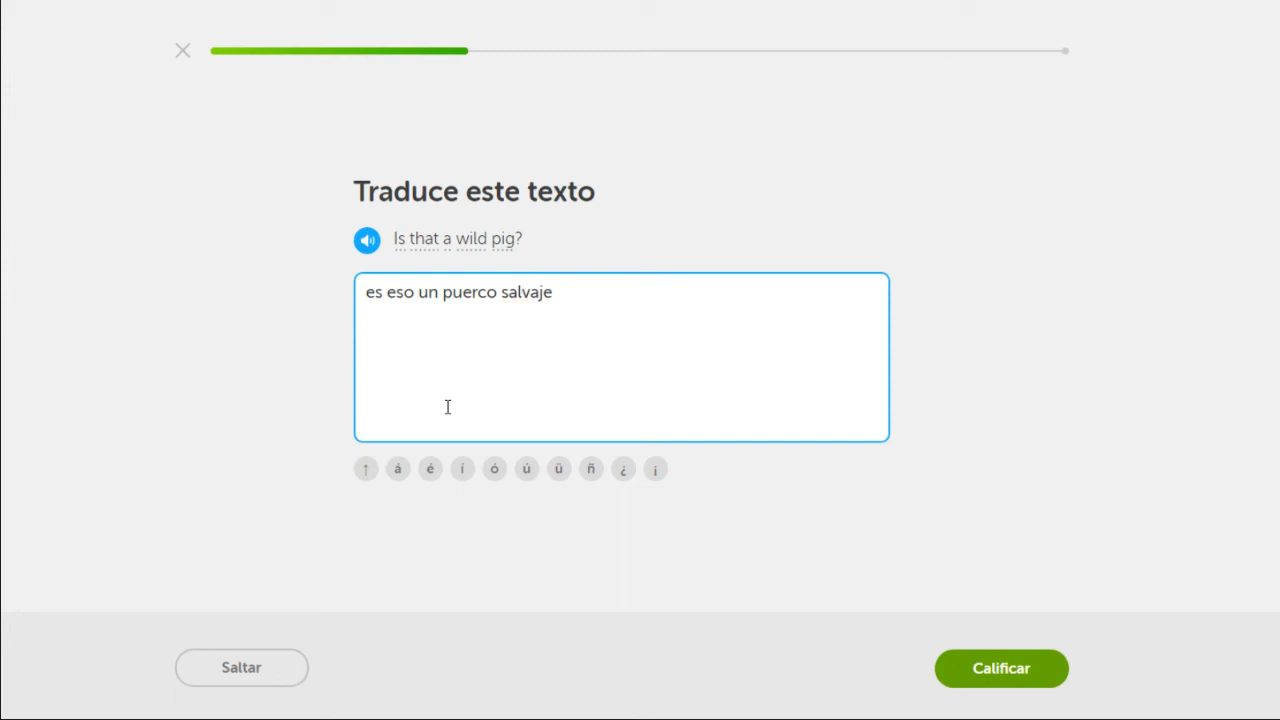 Traduce este texto
Is that a wild pig?
es eso un puerco salvaje
↑ á é í ó ú ü ñ ¿ ¡
Saltar
Calificar